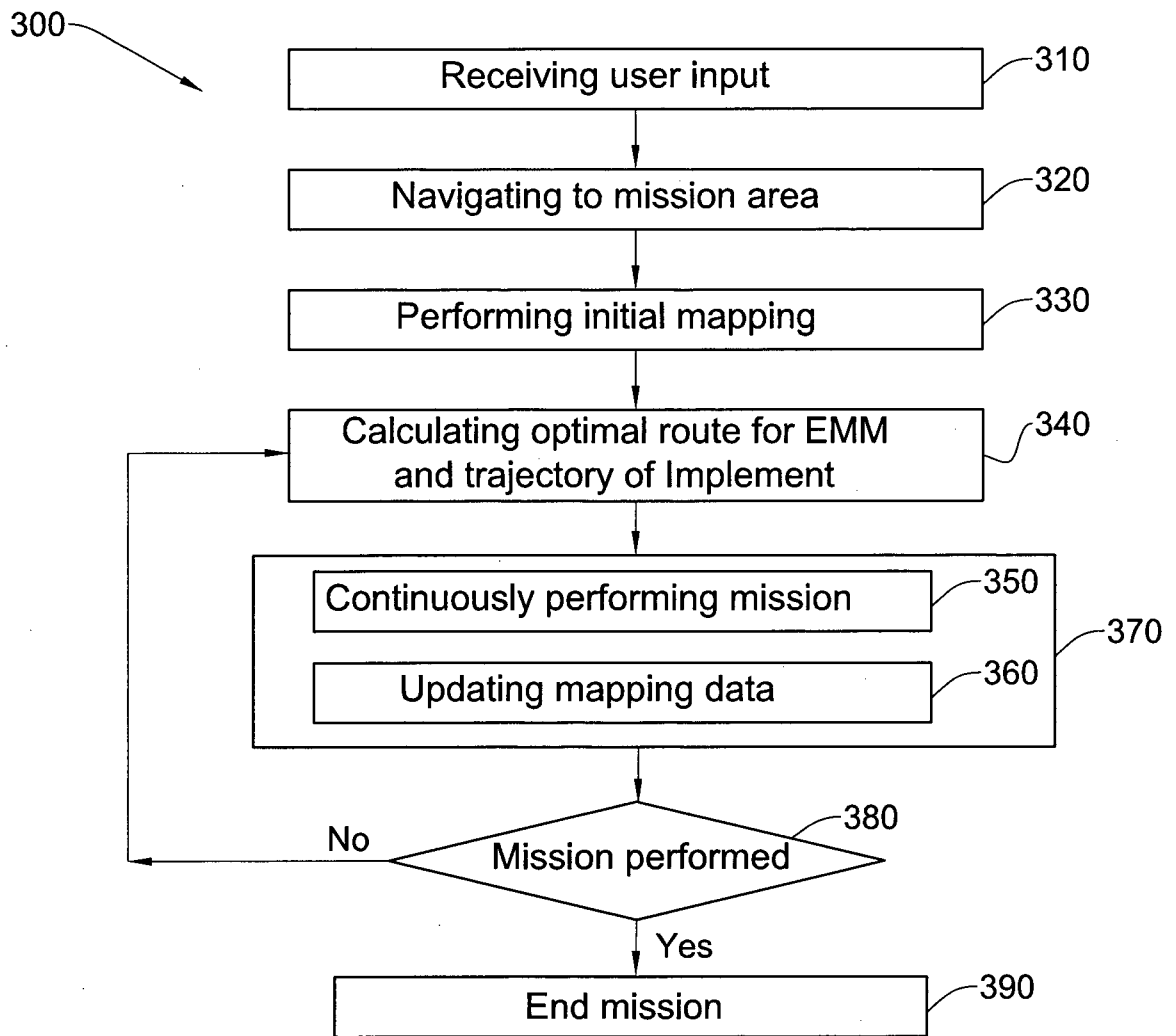 300
Receiving user input
310
Navigating to mission area
320
Performing initial mapping
330
Calculating optimal route for EMM
and trajectory of Implement
340
Continuously performing mission
350
Updating mapping data
360
370
Mission performed
380
No
Yes
End mission
390